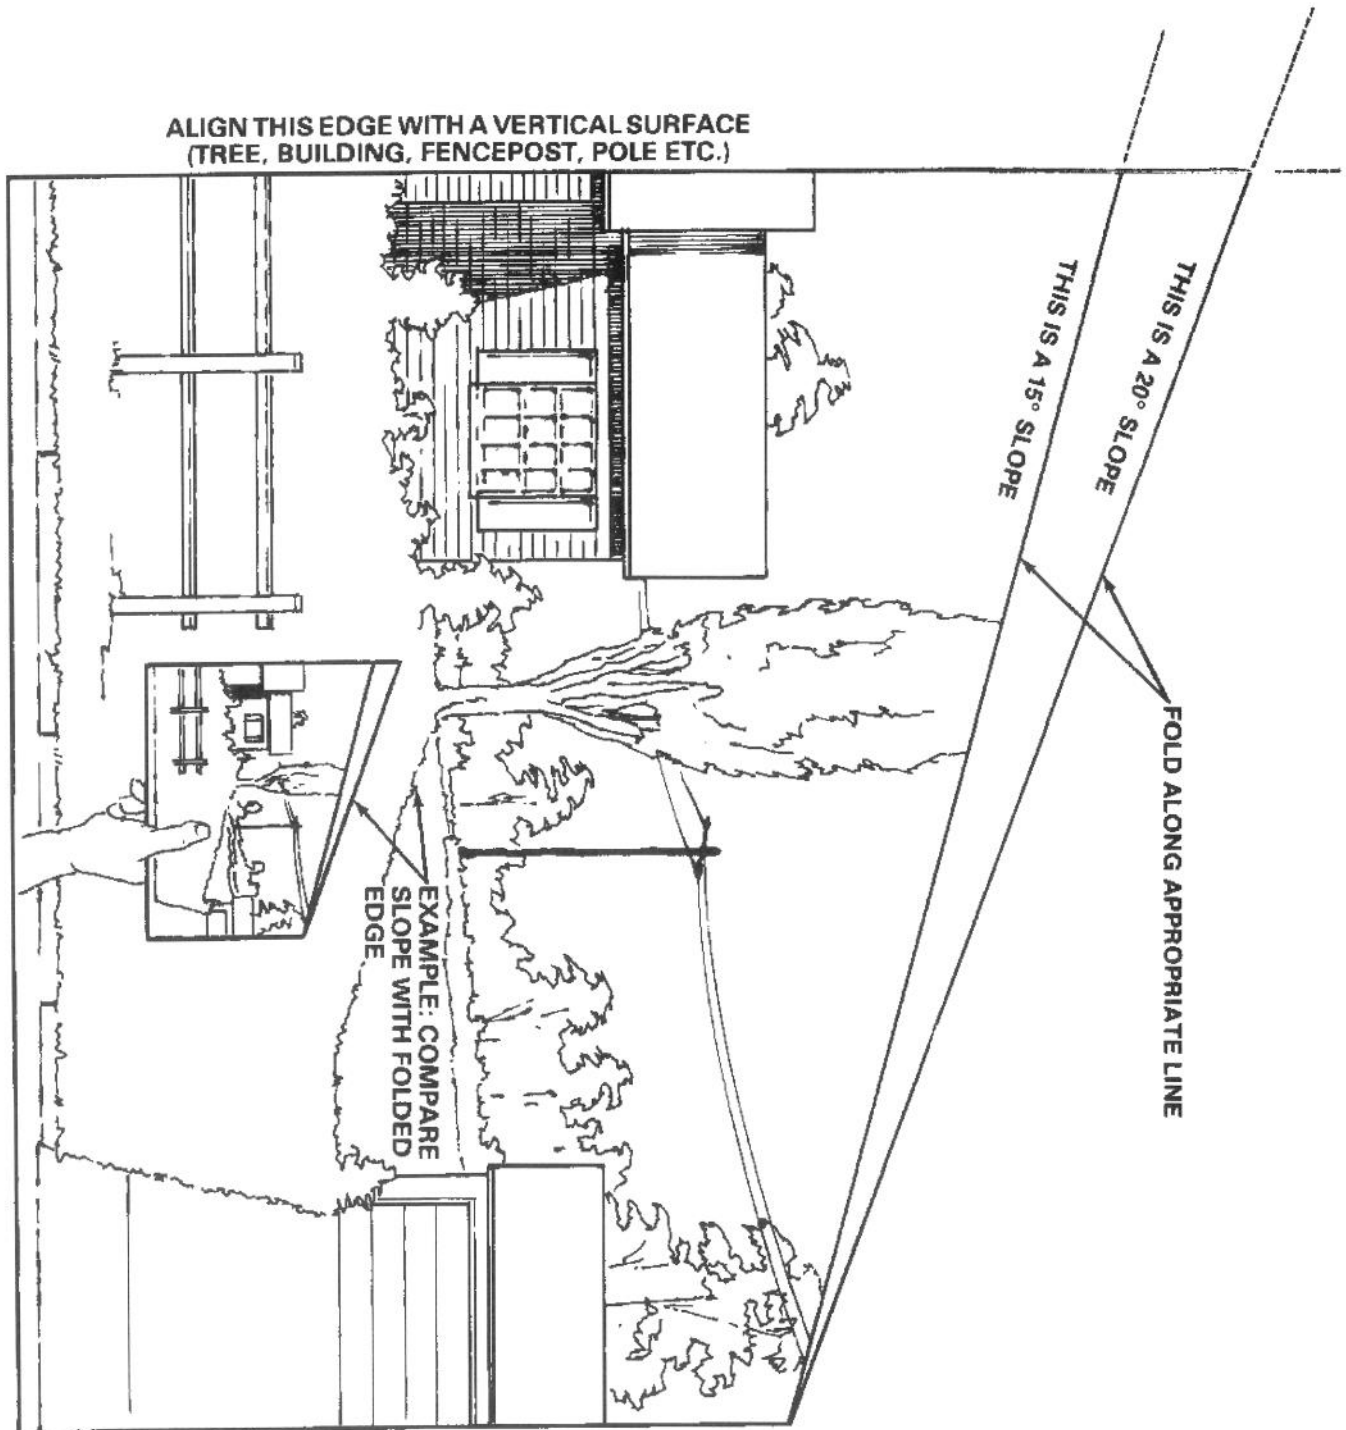 ALIGN THIS EDGE WITH A VERTICAL SURFACE
(TREE, BUILDING, FENCEPOST, POLE ETC.)
THIS IS A 20° SLOPE
THIS IS A 15° SLOPE
FOLD ALONG APPROPRIATE LINE
EXAMPLE: COMPARE
SLOPE WITH FOLDED
EDGE